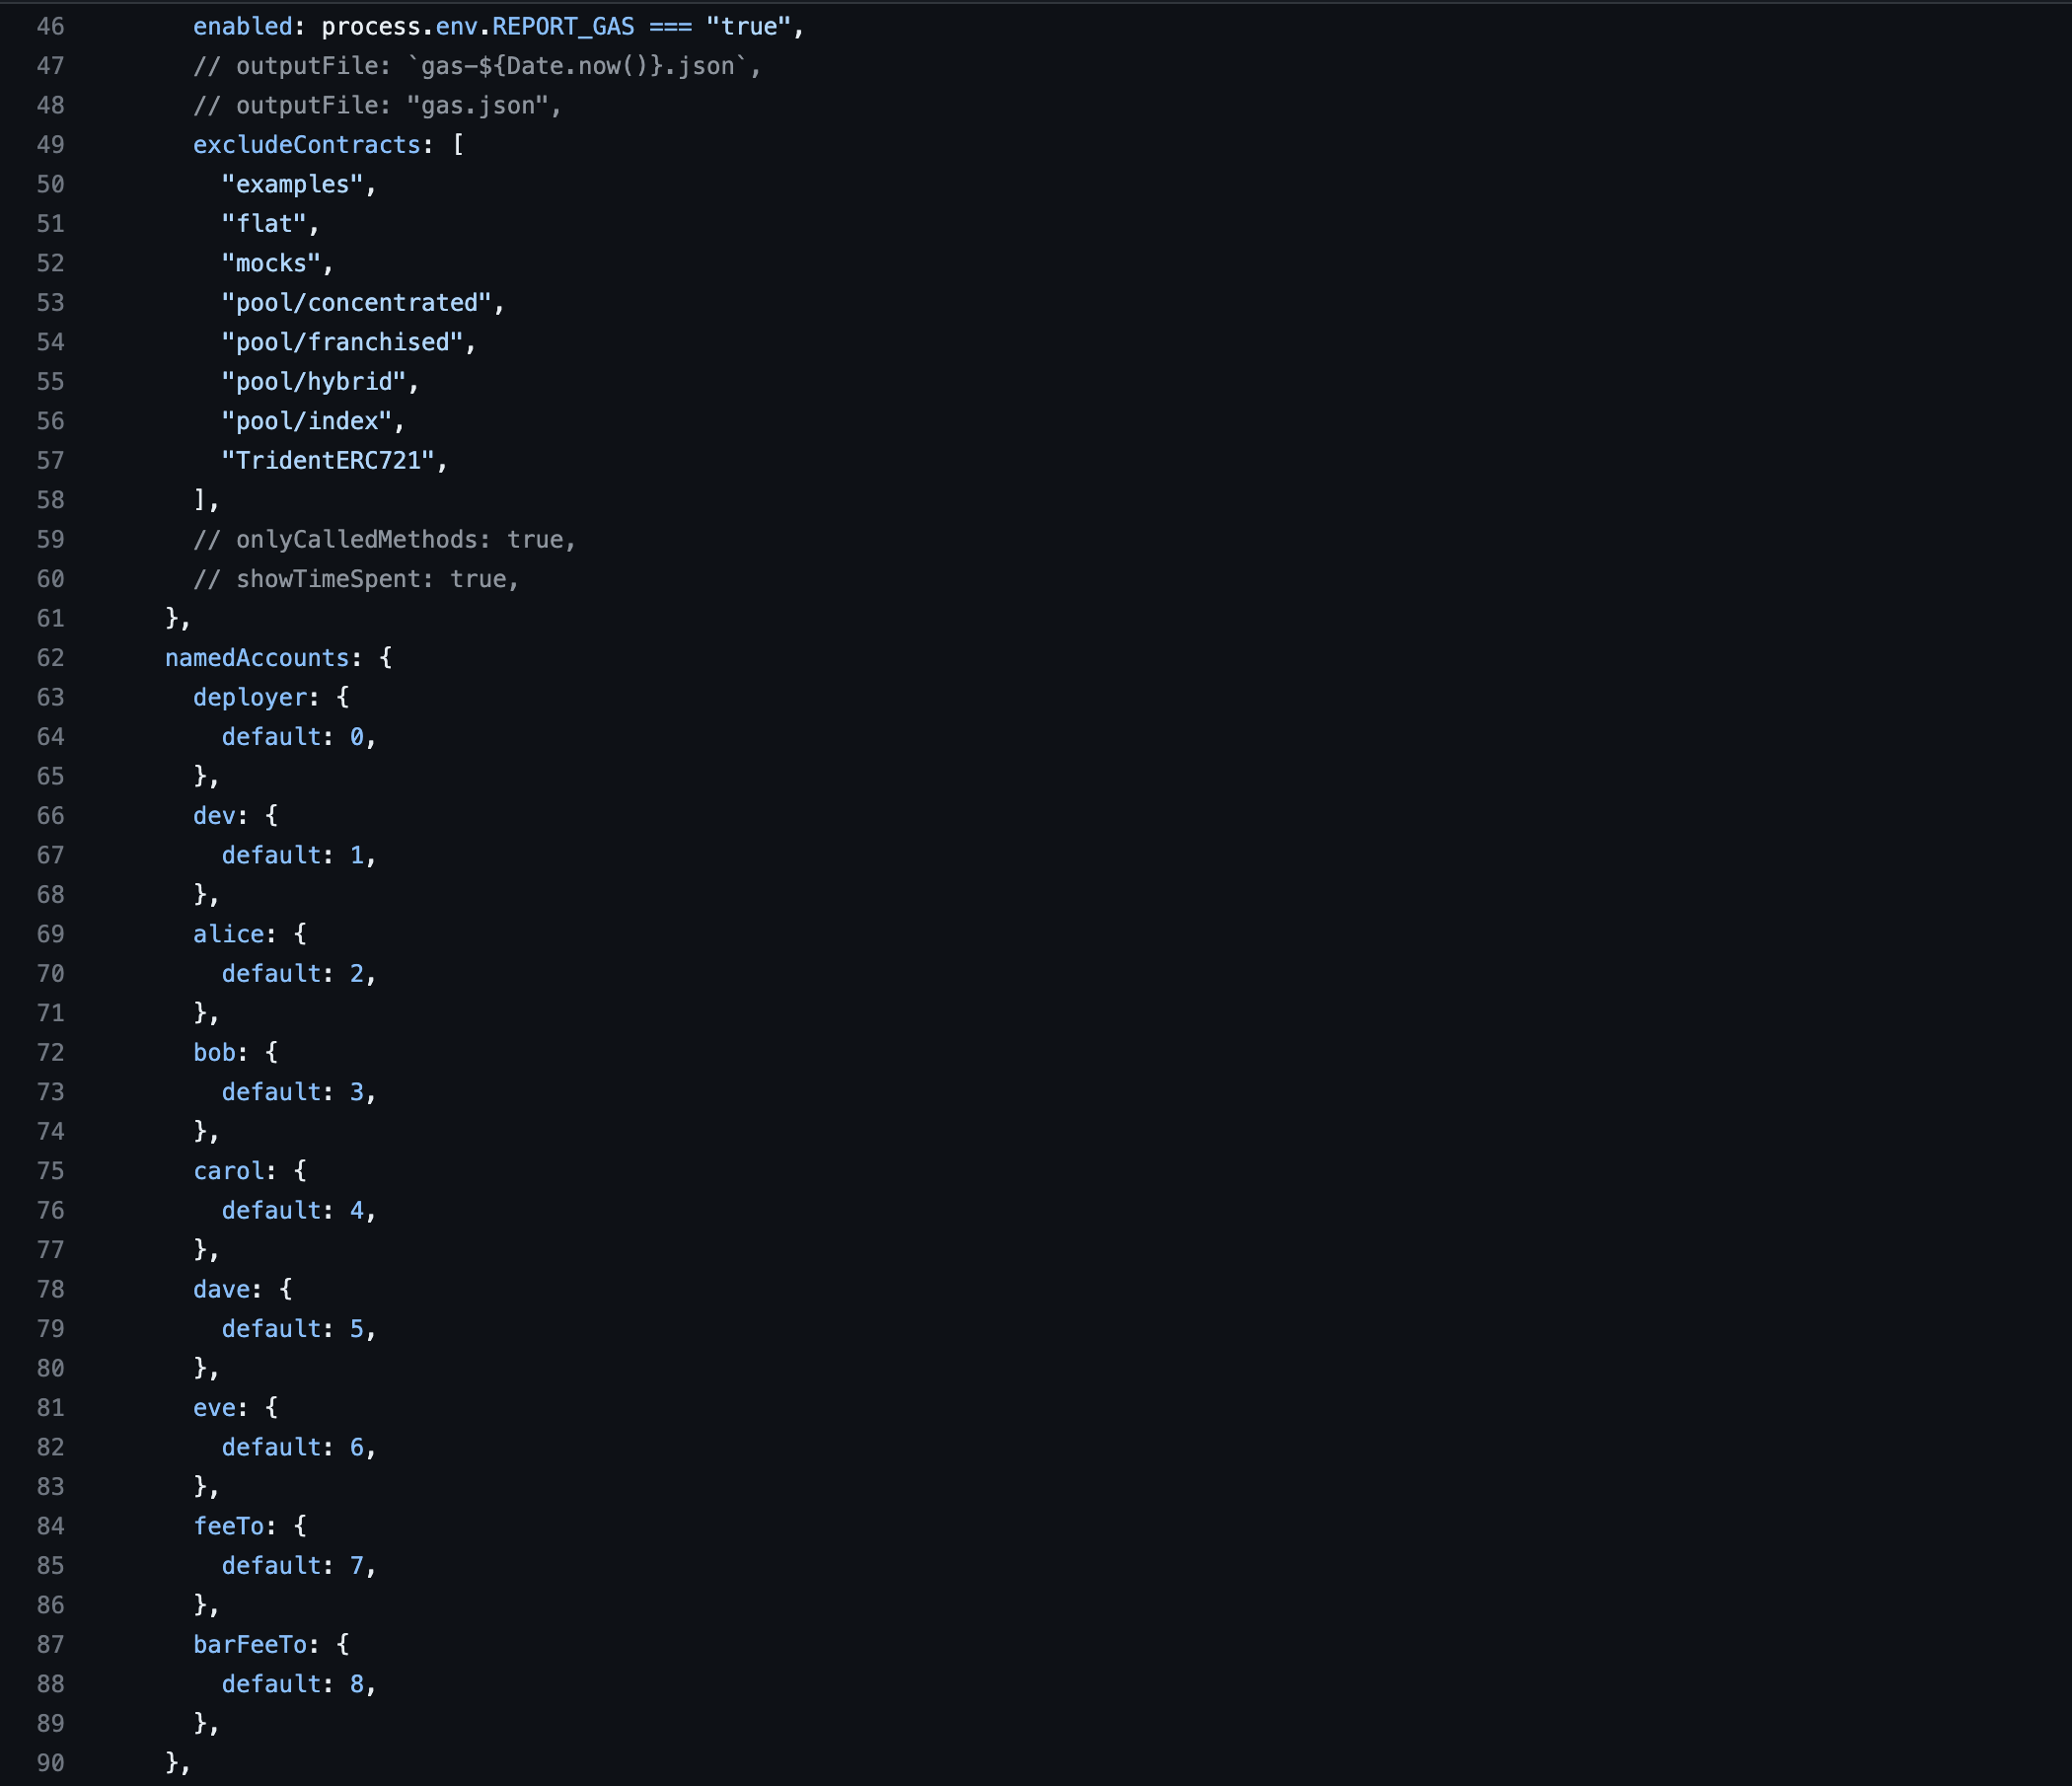 46 enabled: process.env.REPORT_GAS === "true",
47 // outputFile: `gas-${Date.now()}.json`,
48 // outputFile: "gas.json",
49 excludeContracts: [
50 "examples",
51 "flat",
52 "mocks",
53 "pool/concentrated",
54 "pool/franchised",
55 "pool/hybrid",
56 "pool/index",
57 "TridentERC721",
58 ],
59 // onlyCalledMethods: true,
60 // showTimeSpent: true,
61 },
62 namedAccounts: {
63 deployer: {
64 default: 0,
65 },
66 dev: {
67 default: 1,
68 },
69 alice: {
70 default: 2,
71 },
72 bob: {
73 default: 3,
74 },
75 carol: {
76 default: 4,
77 },
78 dave: {
79 default: 5,
80 },
81 eve: {
82 default: 6,
83 },
84 feeTo: {
85 default: 7,
86 },
87 barFeeTo: {
88 default: 8,
89 },
90 },